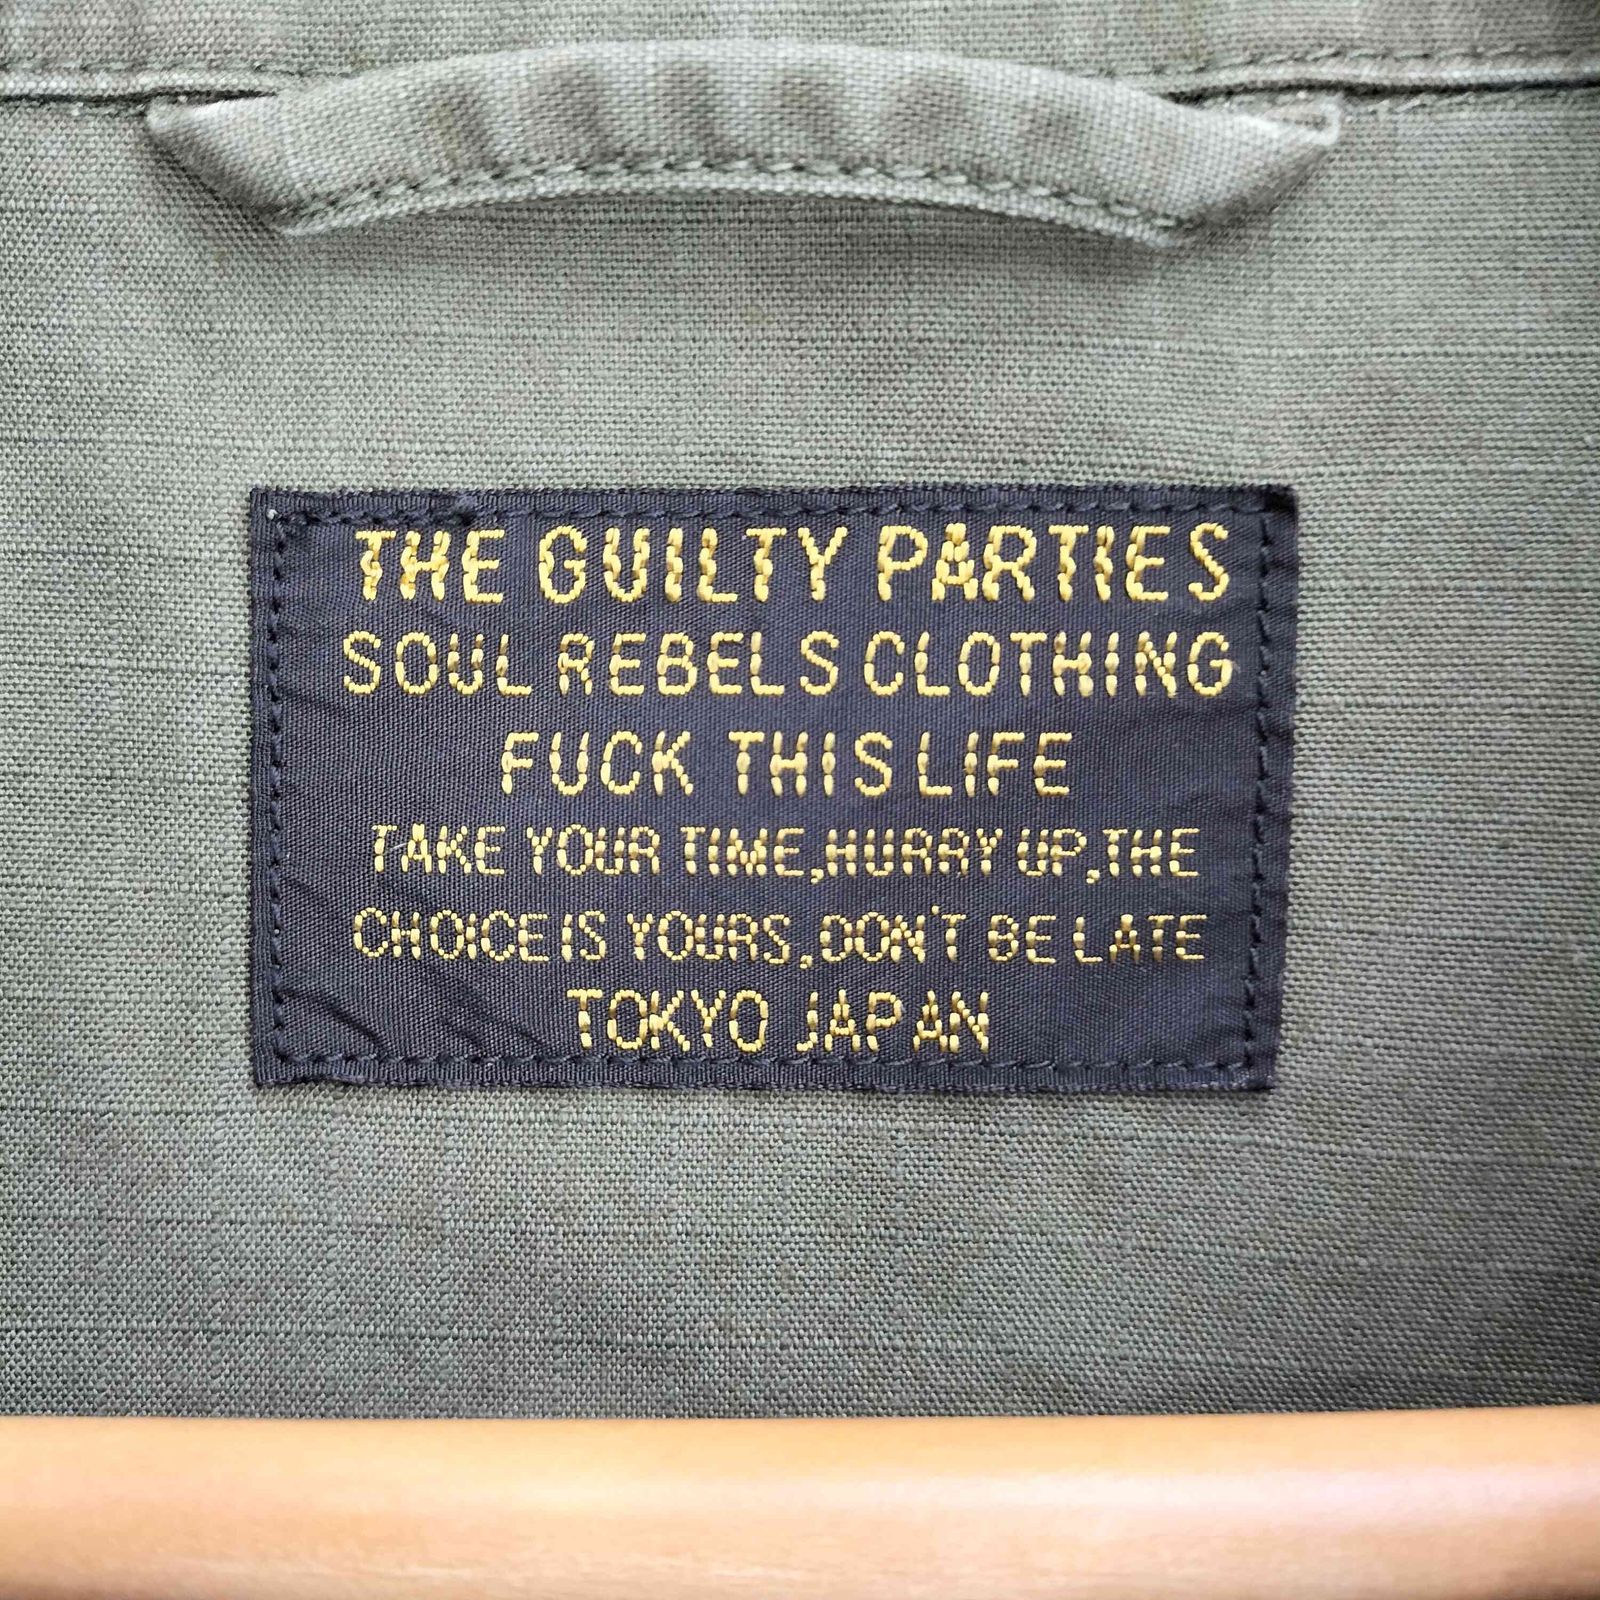 THE GUILTY PARTIES
SOUL REBELS CLOTHING
FUCK THIS LIFE
TAKE YOUR TIME,HURRY UP,THE
CHOICE IS YOURS,DON'T BE LATE
TOKYO JAPAN